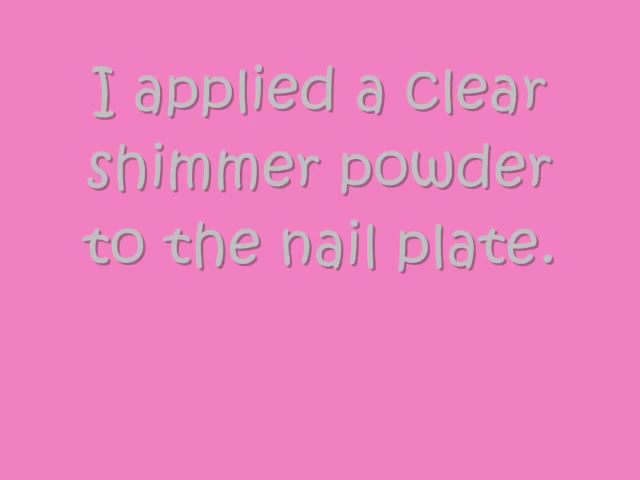 I applied a clear
shimmer powder
to the nail plate.